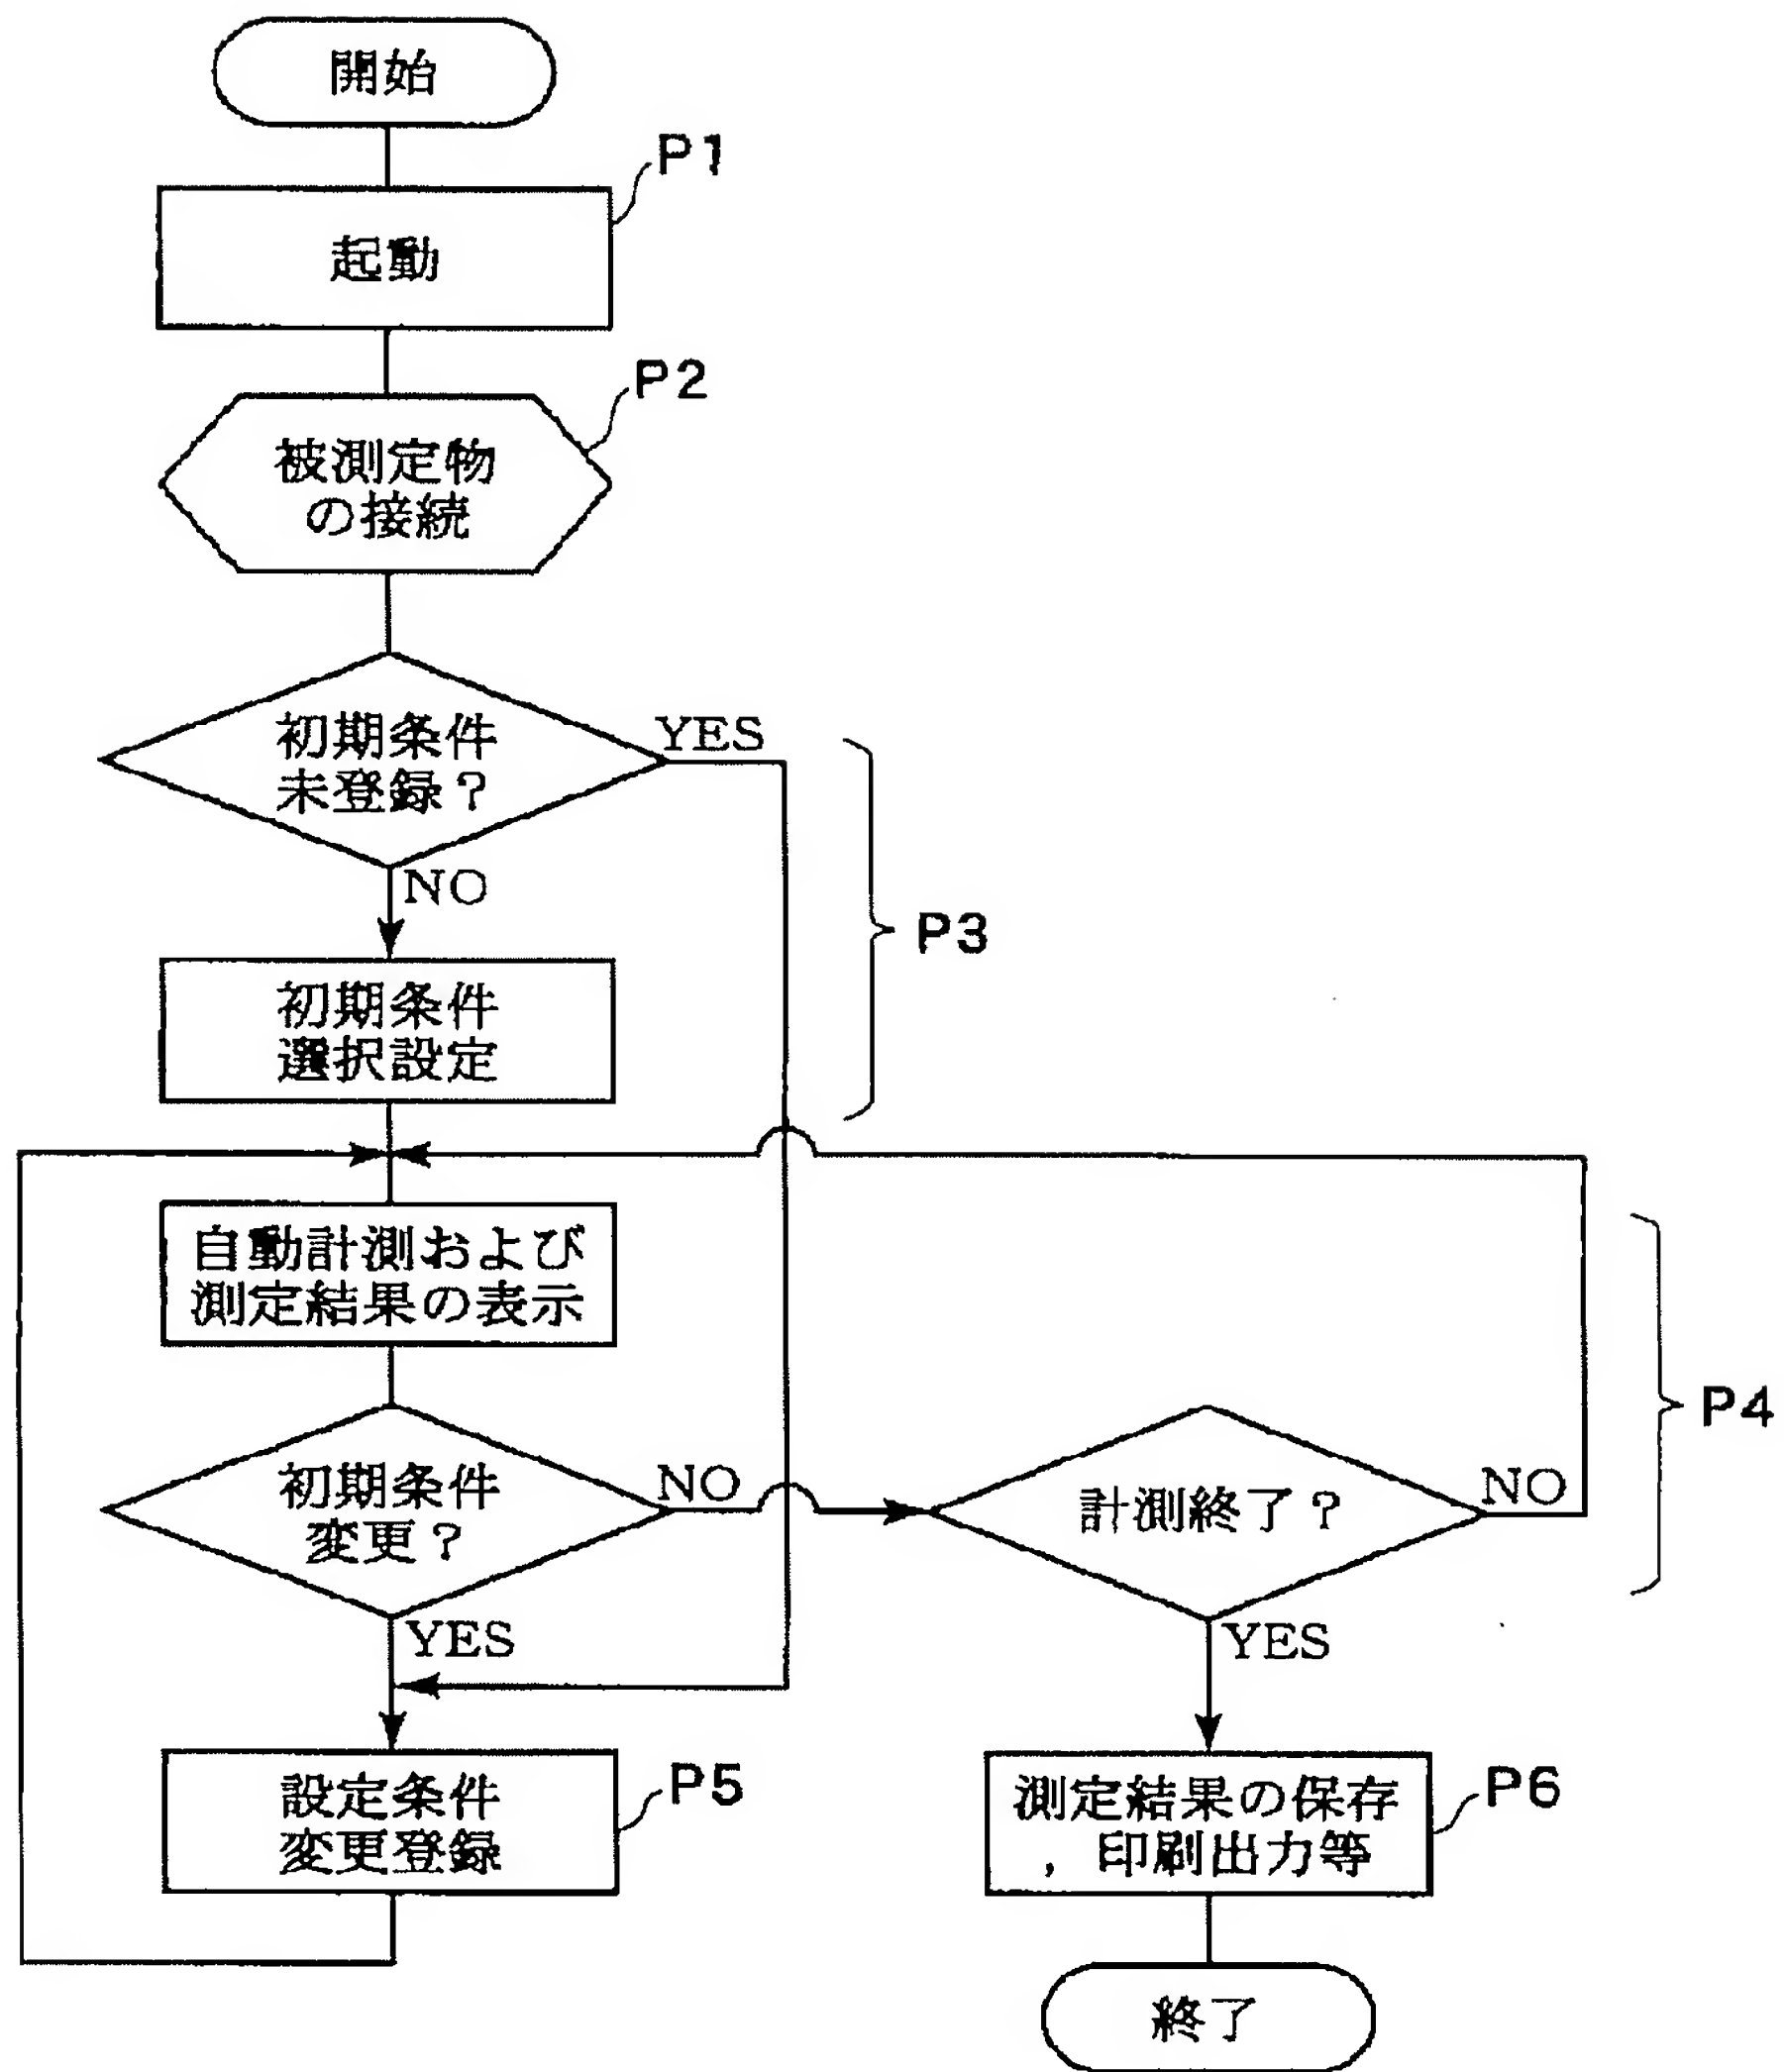 開始
P1
起動
P2
被測定物
の接続
初期条件
未登録？
YES
NO
P3
初期条件
選択設定
自動計測および
測定結果の表示
P4
初期条件
変更？
NO
計測終了？
NO
YES
YES
設定条件
変更登録
P5
測定結果の保存
，印刷出力等
P6
終了